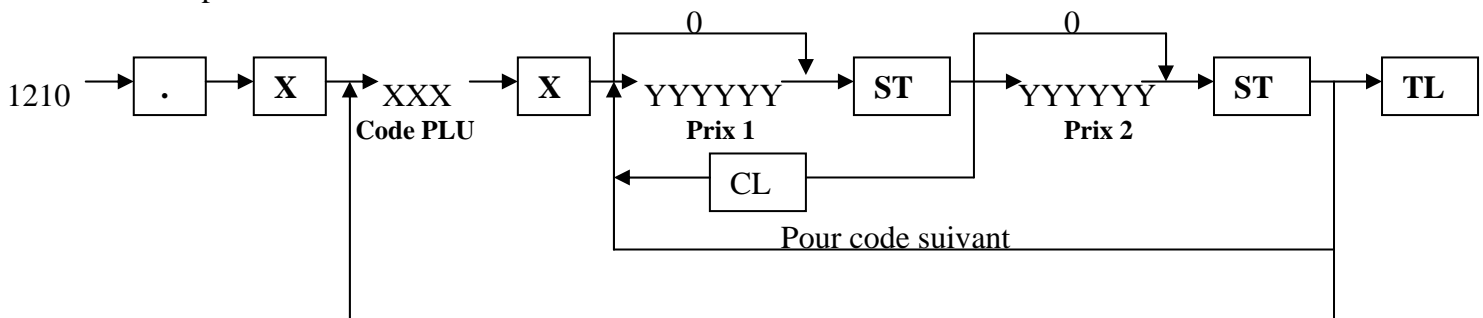 0 0
1210 . X XXX X YYYYYY ST YYYYYY ST TL
Code PLU Prix 1 Prix 2
CL
Pour code suivant